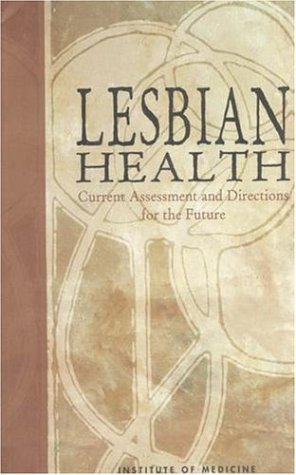 LESBIAN
HEALTH
Current Assessment and Directions
for the Future
INSTITUTE OF MEDICINE